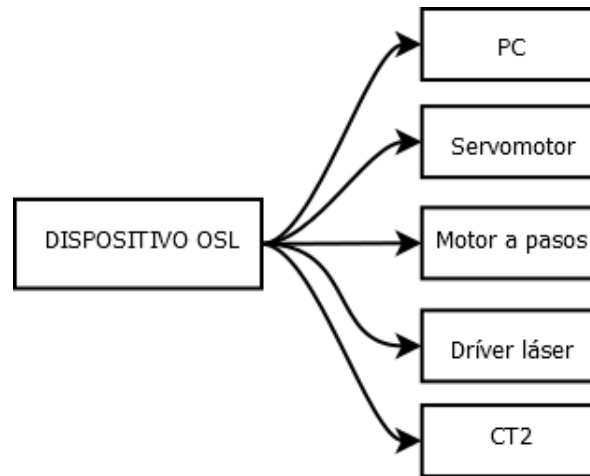 PC
Servomotor
DISPOSITIVO OSL
Motor a pasos
Dríver láser
CT2